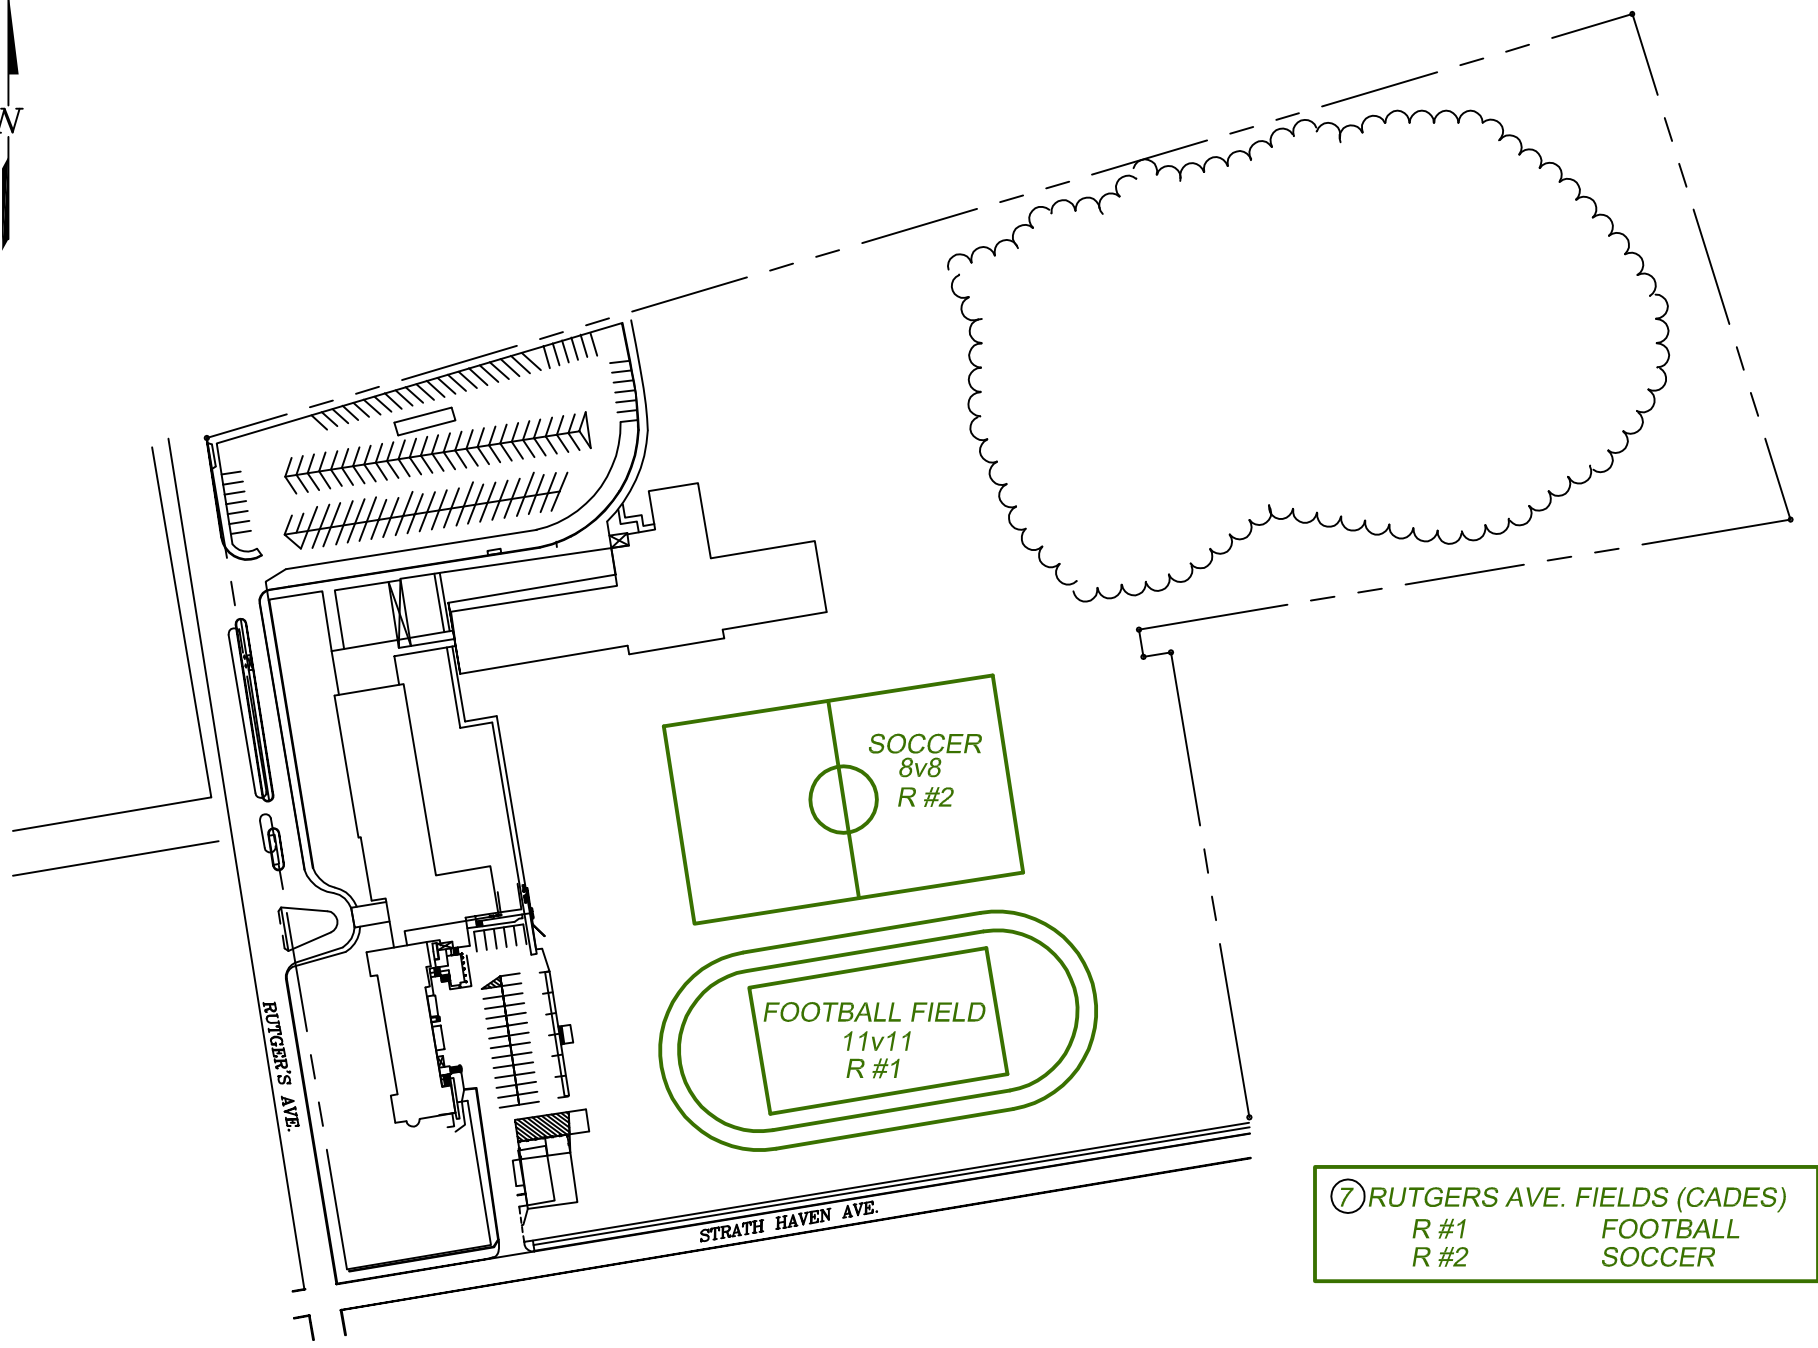 N
SOCCER
8v8
R #2
FOOTBALL FIELD
11v11
R #1
RUTGER'S AVE.
STRATH HAVEN AVE.
7 RUTGERS AVE. FIELDS (CADES)
R #1 FOOTBALL
R #2 SOCCER